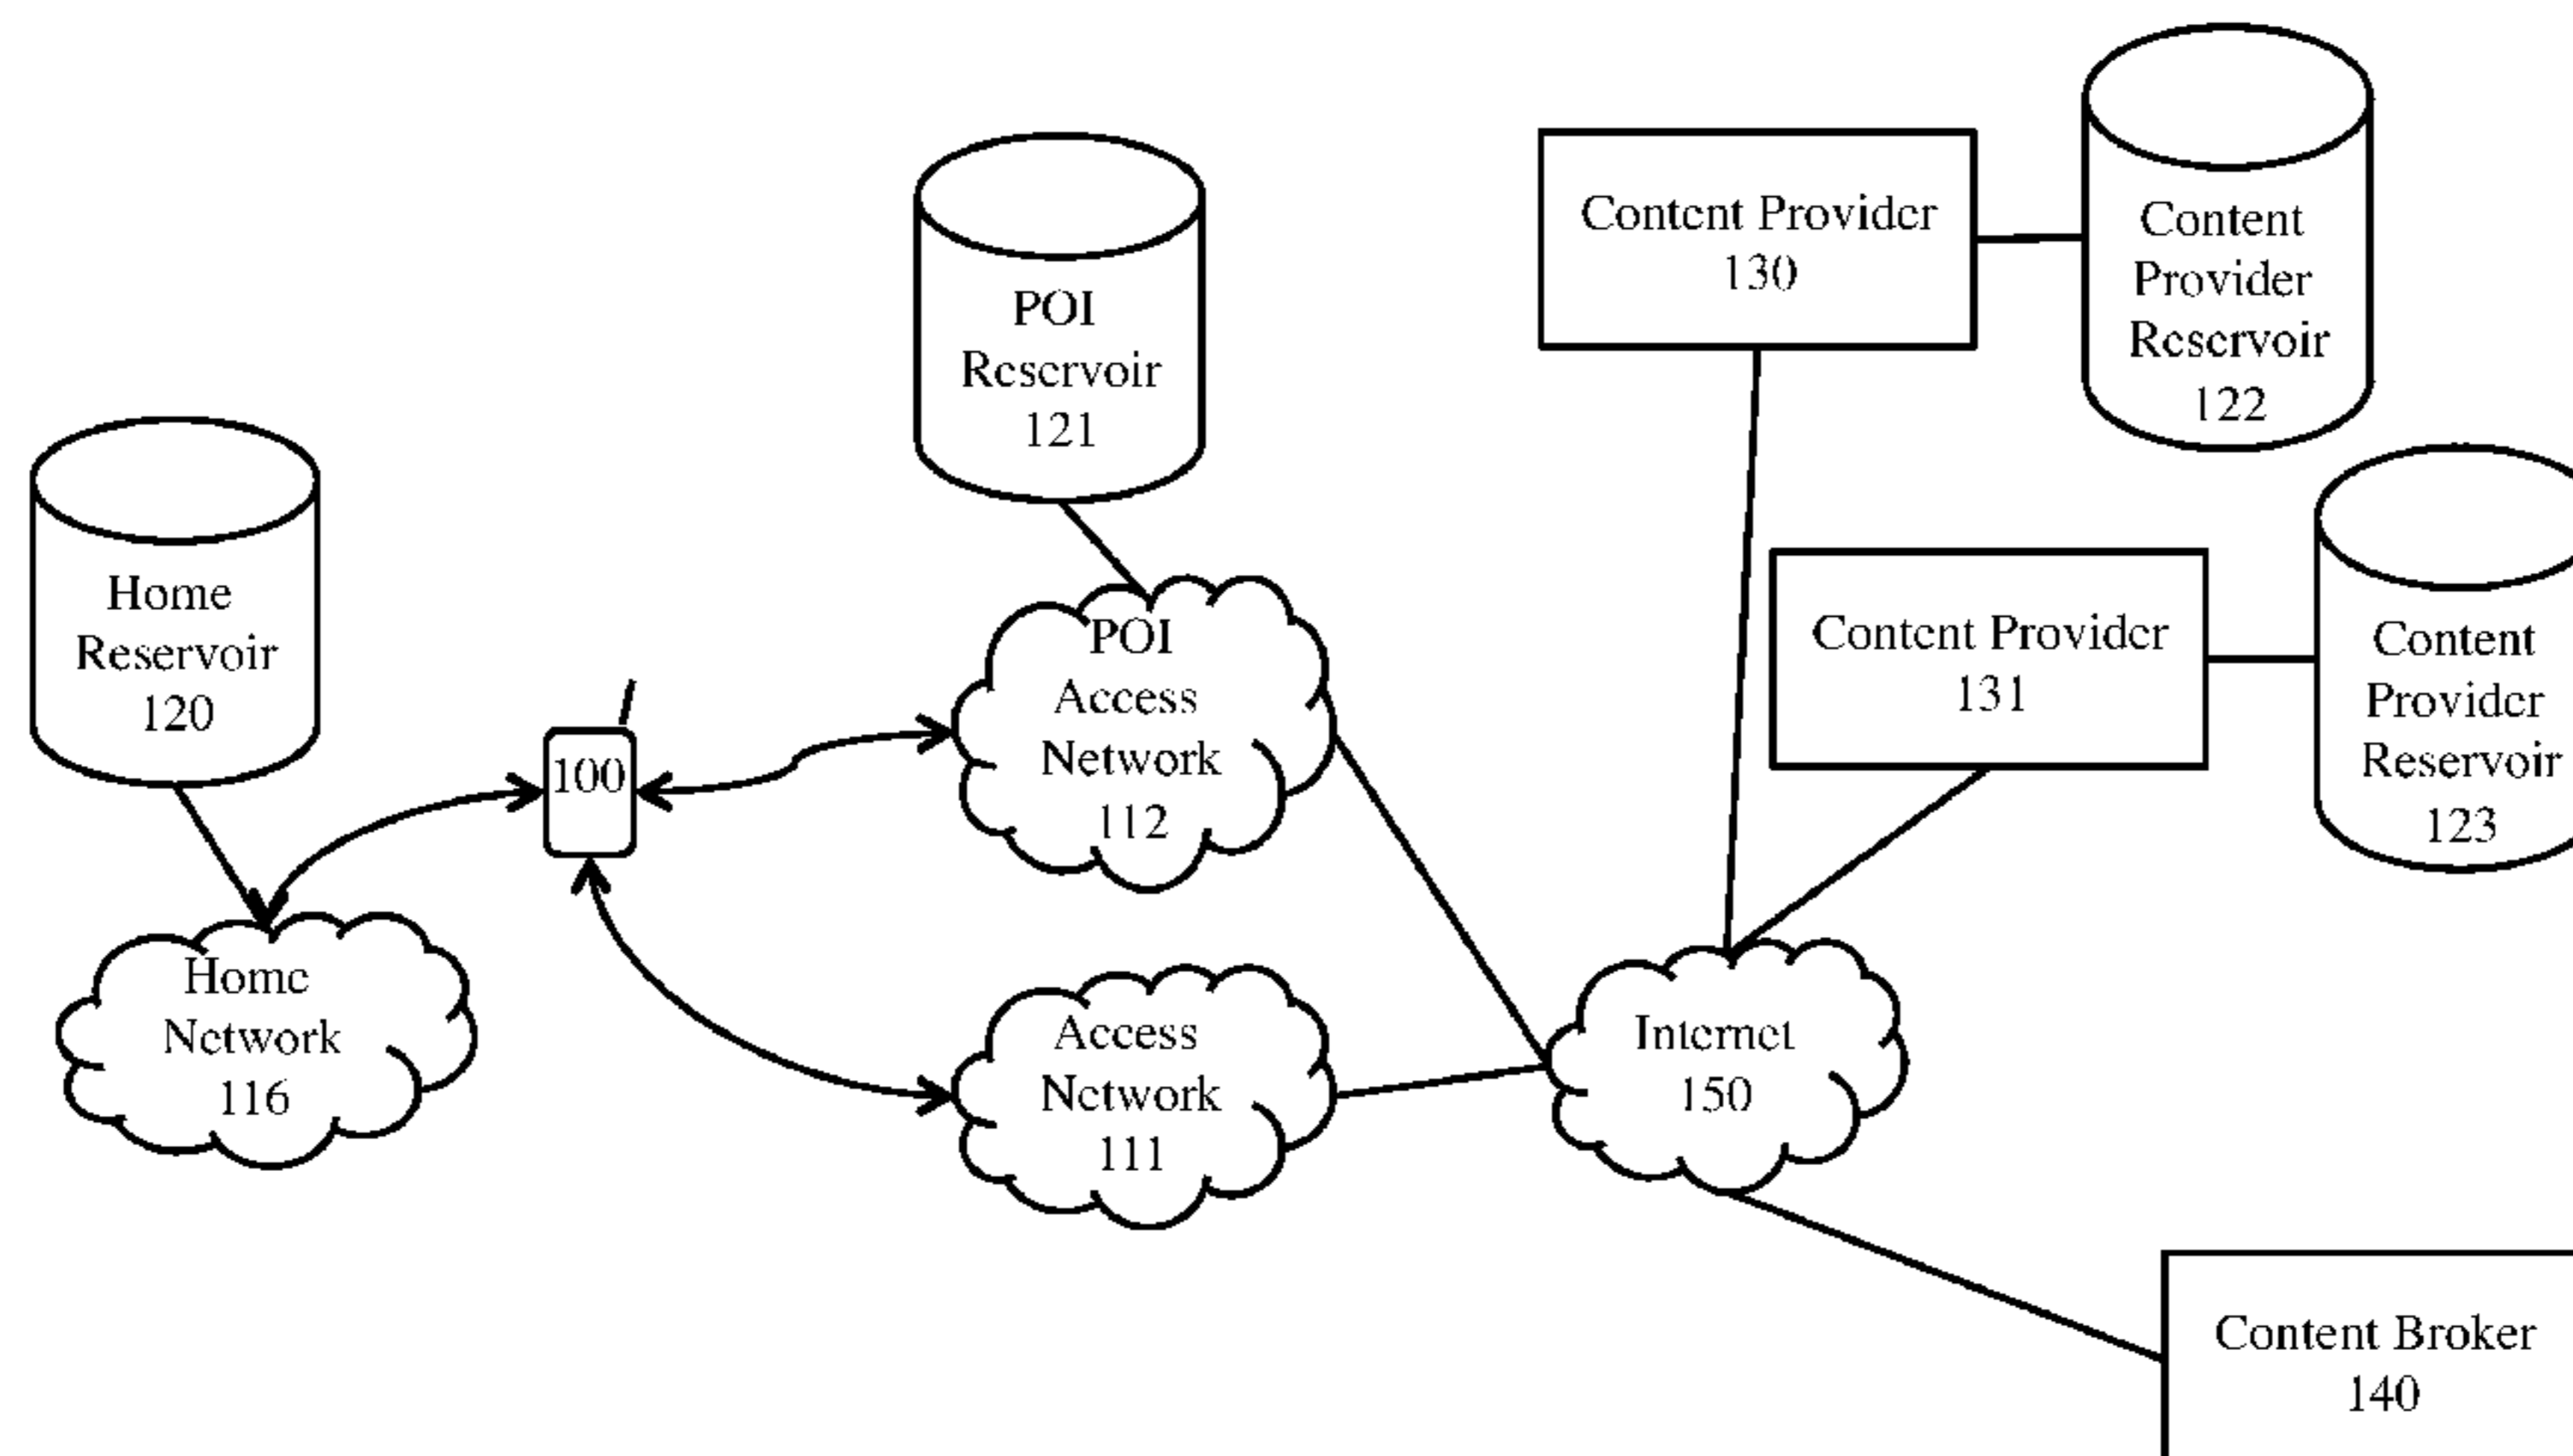 Home
Reservoir
120
Home
Network
116
100
POI
Reservoir
121
POI
Access
Network
112
Access
Network
111
Content Provider
130
Content
Provider
Reservoir
122
Content Provider
131
Content
Provider
Reservoir
123
Internet
150
Content Broker
140